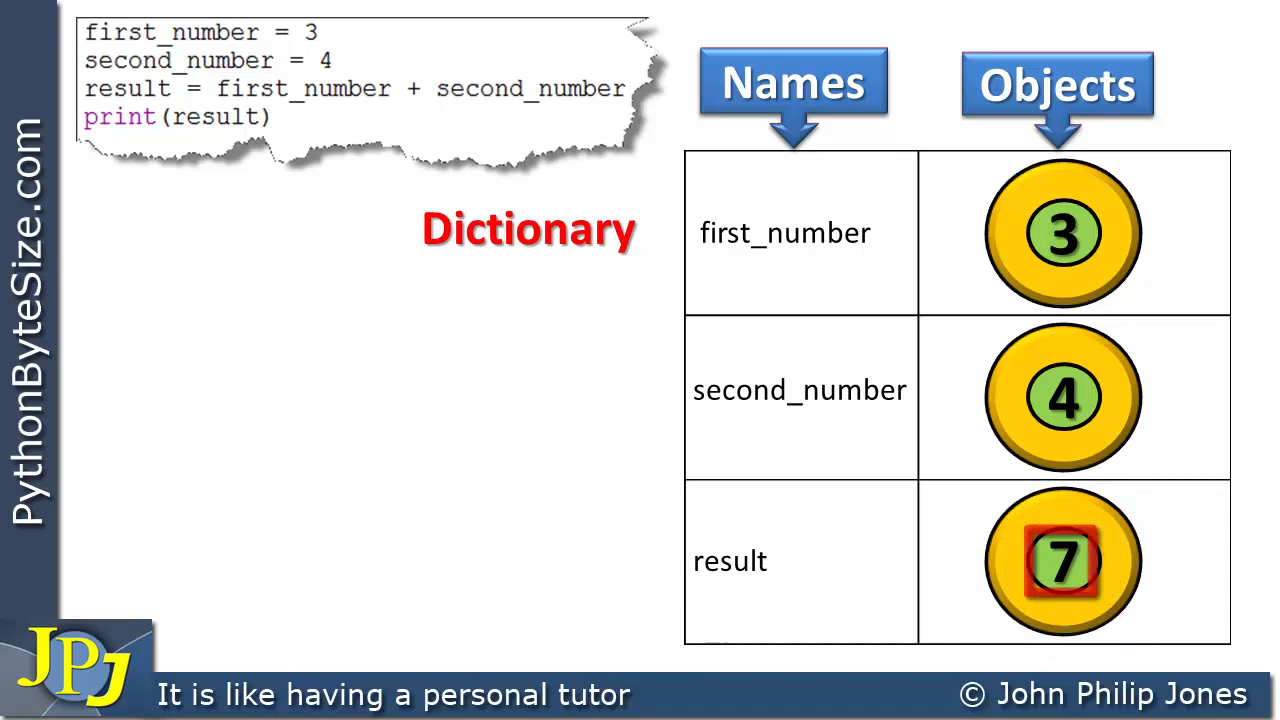 first_number = 3
second_number = 4
result = first_number + second_number
print(result)
Names
Objects
Dictionary
first_number
3
second_number
4
result
7
PythonByteSize.com
JPJ
It is like having a personal tutor
© John Philip Jones